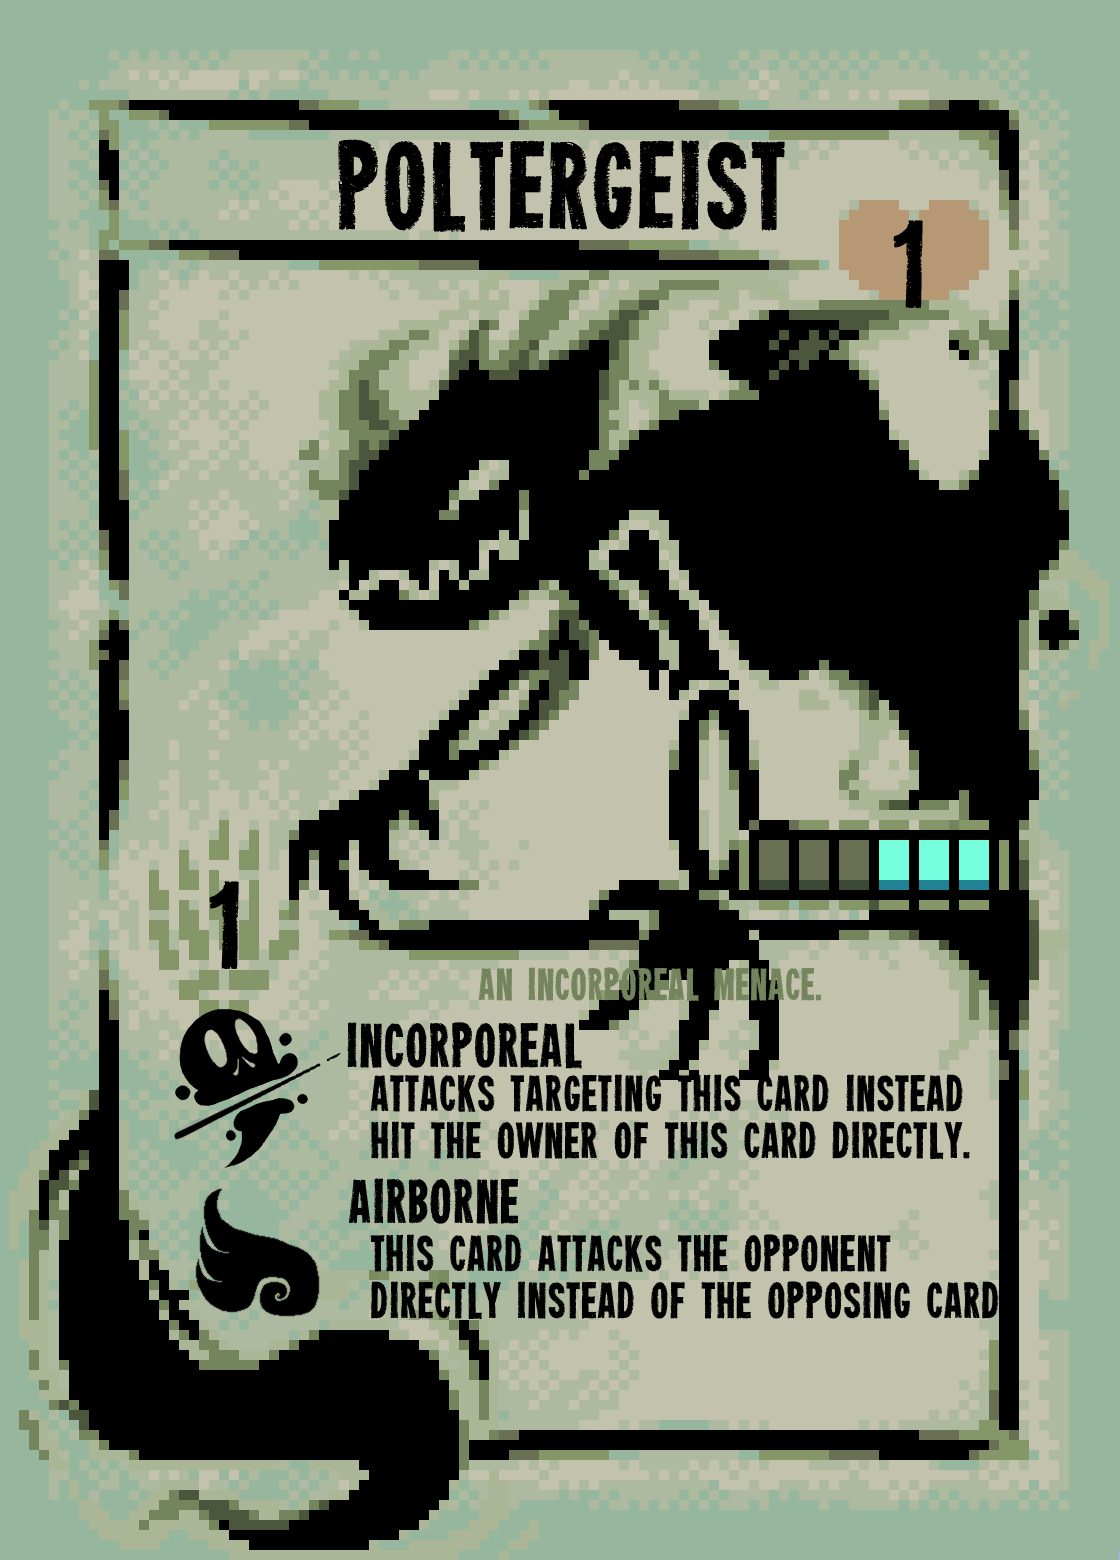 POLTERGEIST
1
1
AN INCORPOREAL MENACE.
INCORPOREAL
ATTACKS TARGETING THIS CARD INSTEAD
HIT THE OWNER OF THIS CARD DIRECTLY.
AIRBORNE
THIS CARD ATTACKS THE OPPONENT
DIRECTLY INSTEAD OF THE OPPOSING CARD